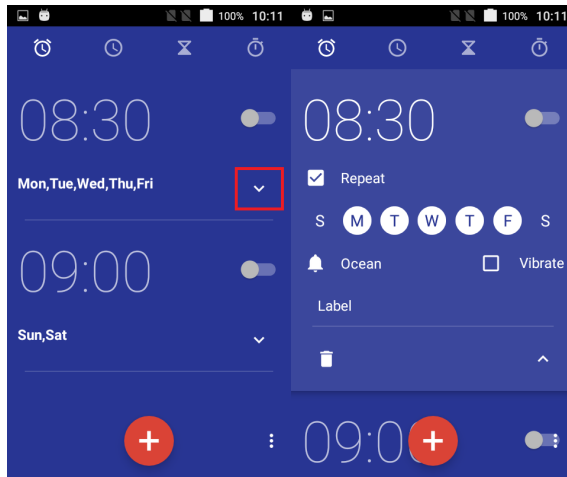 100% 10:11
08:30
Mon,Tue,Wed,Thu,Fri
09:00
Sun,Sat
100% 10:11
08:30
Repeat
S M T W T F S
Ocean Vibrate
Label
09:0